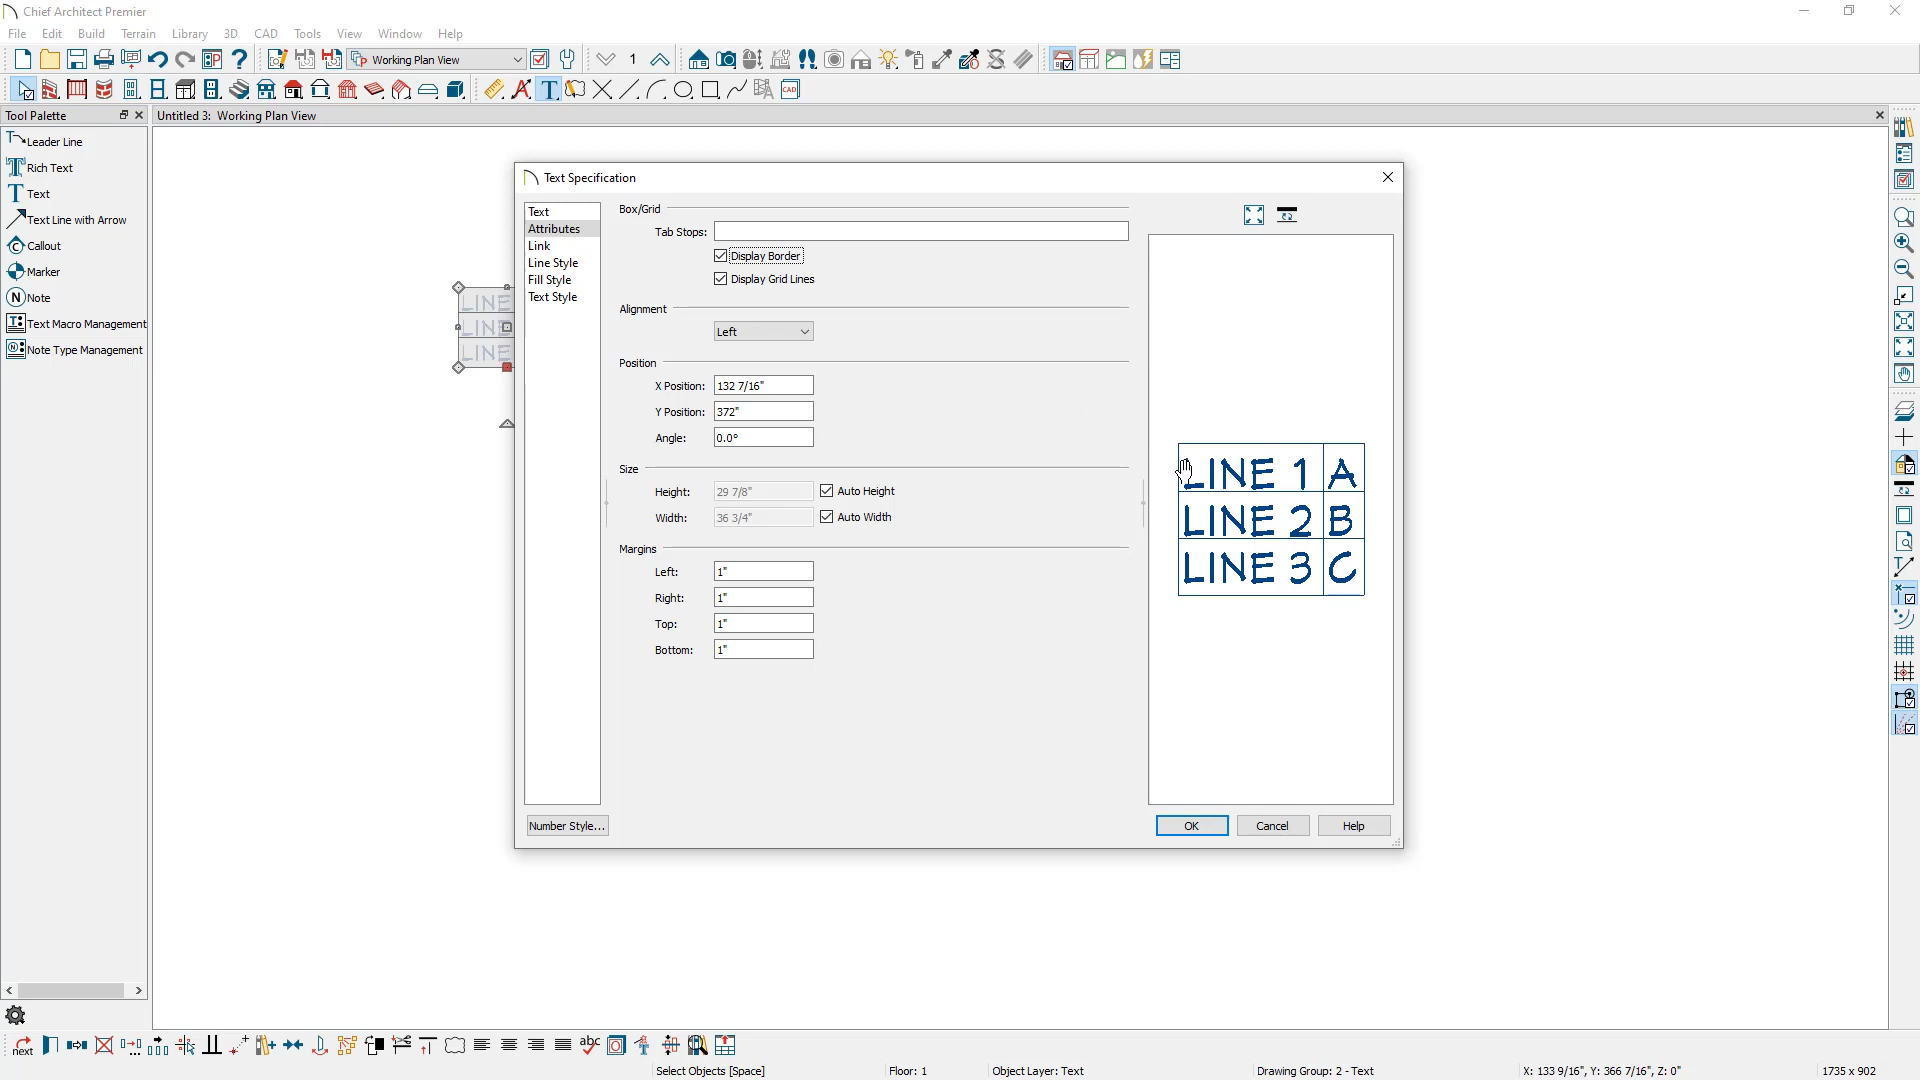 Chief Architect Premier
File Edit Build Terrain Library 3D CAD Tools View Window Help
Working Plan View
1
Tool Palette
Untitled 3: Working Plan View
Leader Line
Rich Text
Text
Text Line with Arrow
Callout
Marker
Note
Text Macro Management
Note Type Management
LINE
LINE
LINE
Text Specification
Text
Attributes
Link
Line Style
Fill Style
Text Style
Box/Grid
Tab Stops:
Display Border
Display Grid Lines
Alignment
Left
Position
X Position: 132 7/16"
Y Position: 372"
Angle: 0.0°
Size
Height: 29 7/8" Auto Height
Width: 36 3/4" Auto Width
Margins
Left: 1"
Right: 1"
Top: 1"
Bottom: 1"
LINE 1 A
LINE 2 B
LINE 3 C
Number Style...
OK Cancel Help
next
abc
Select Objects [Space] Floor: 1 Object Layer: Text Drawing Group: 2 - Text X: 133 9/16", Y: 366 7/16", Z: 0" 1735 x 902